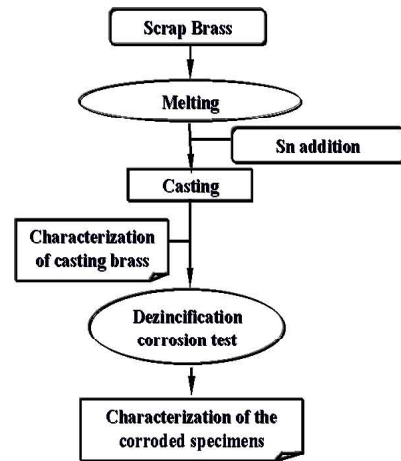 Scrap Brass
Melting
Sn addition
Casting
Characterization
of casting brass
Dezincification
corrosion test
Characterization of the
corroded specimens